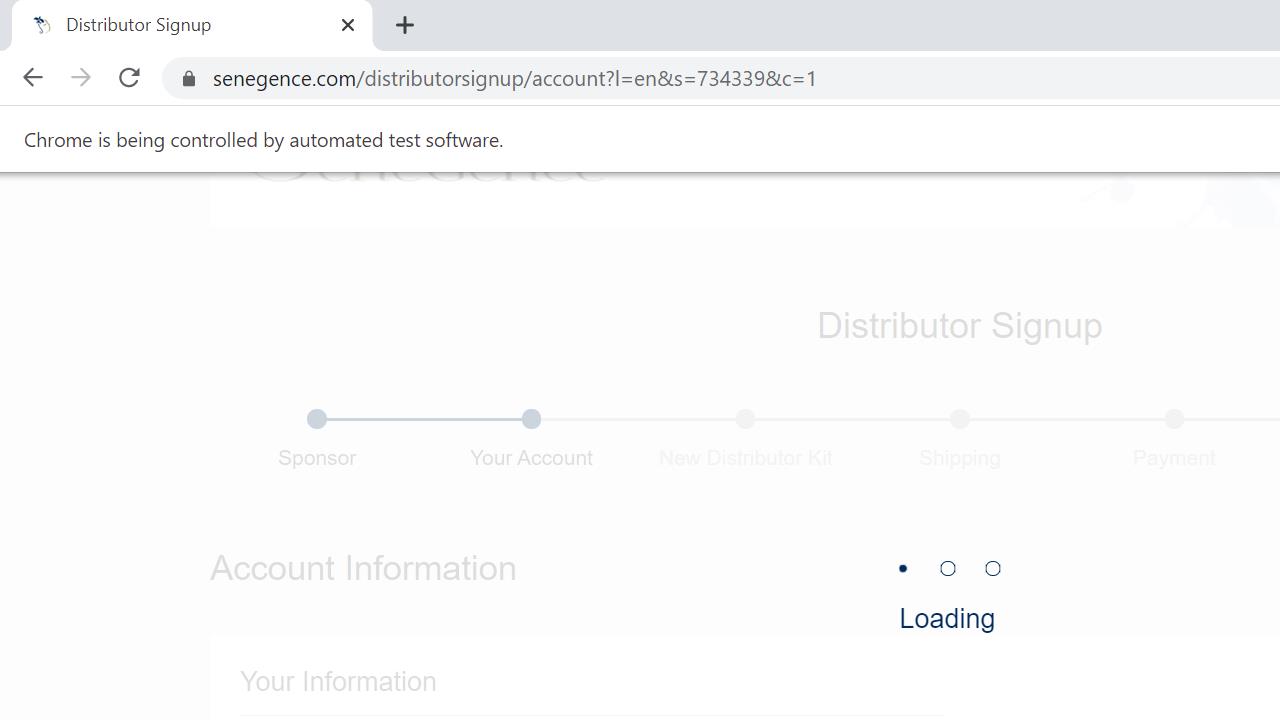 Distributor Signup
senegence.com/distributorsignup/account?l=en&s=734339&c=1
Chrome is being controlled by automated test software.
SeneGence
Distributor Signup
Sponsor
Your Account
New Distributor Kit
Shipping
Payment
Account Information
Loading
Your Information